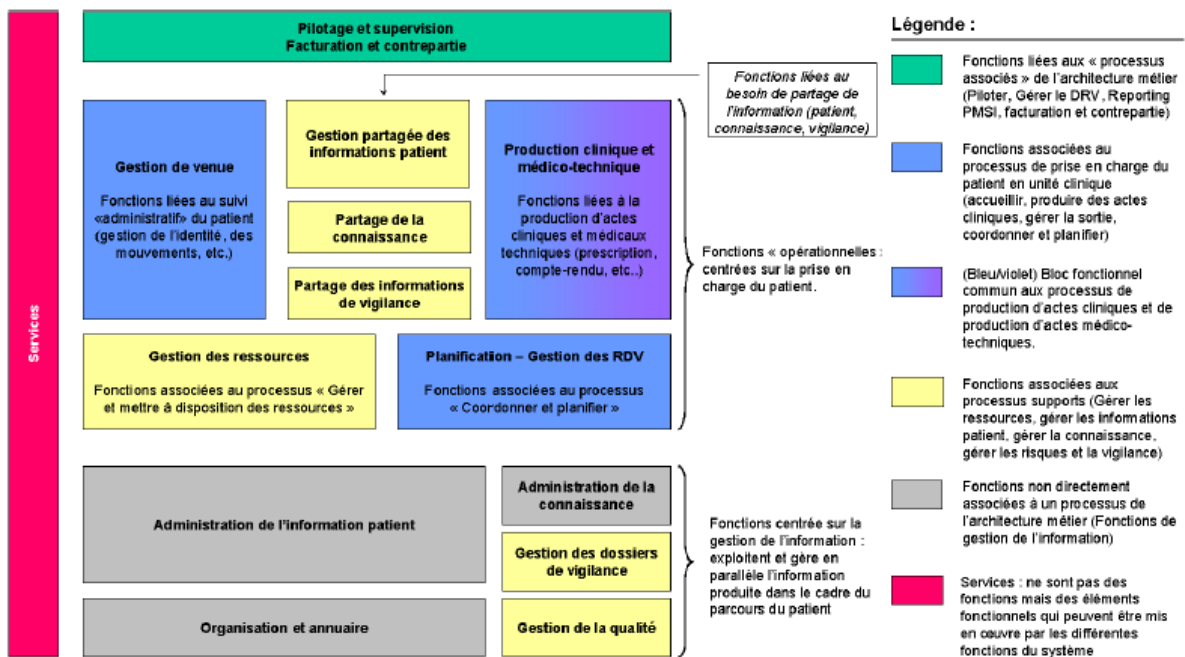 Services
Pilotage et supervision
Facturation et contrepartie
Fonctions liées au
besoin de partage de
l'information (patient,
connaissance, vigilance)
Gestion de venue
Fonctions liées au suivi
«administratif» du patient
(gestion de l'identité, des
mouvements, etc.)
Gestion partagée des
informations patient
Partage de la
connaissance
Partage des informations
de vigilance
Production clinique et
médico-technique
Fonctions liées à la
production d'actes
cliniques et médicaux
techniques (prescription,
compte-rendu, etc..)
Fonctions « opérationnelles :
centrées sur la prise en
charge du patient.
Gestion des ressources
Fonctions associées au processus « Gérer
et mettre à disposition des ressources »
Planification – Gestion des RDV
Fonctions associées au processus
« Coordonner et planifier »
Administration de l'information patient
Administration de la
connaissance
Gestion des dossiers
de vigilance
Organisation et annuaire
Gestion de la qualité
Fonctions centrée sur la
gestion de l'information :
exploitent et gère en
parallèle l'information
produite dans le cadre du
parcours du patient
Légende :
Fonctions liées aux « processus
associés » de l'architecture métier
(Piloter, Gérer le DRV, Reporting
PMSI, facturation et contrepartie)
Fonctions associées au
processus de prise en charge du
patient en unité clinique
(accueillir, produire des actes
cliniques, gérer la sortie,
coordonner et planifier)
(Bleu/violet) Bloc fonctionnel
commun aux processus de
production d'actes cliniques et de
production d'actes médico-
techniques.
Fonctions associées aux
processus supports (Gérer les
ressources, gérer les informations
patient, gérer la connaissance,
gérer les risques et la vigilance)
Fonctions non directement
associées à un processus de
l'architecture métier (Fonctions de
gestion de l'information)
Services : ne sont pas des
fonctions mais des éléments
fonctionnels qui peuvent être mis
en œuvre par les différentes
fonctions du système